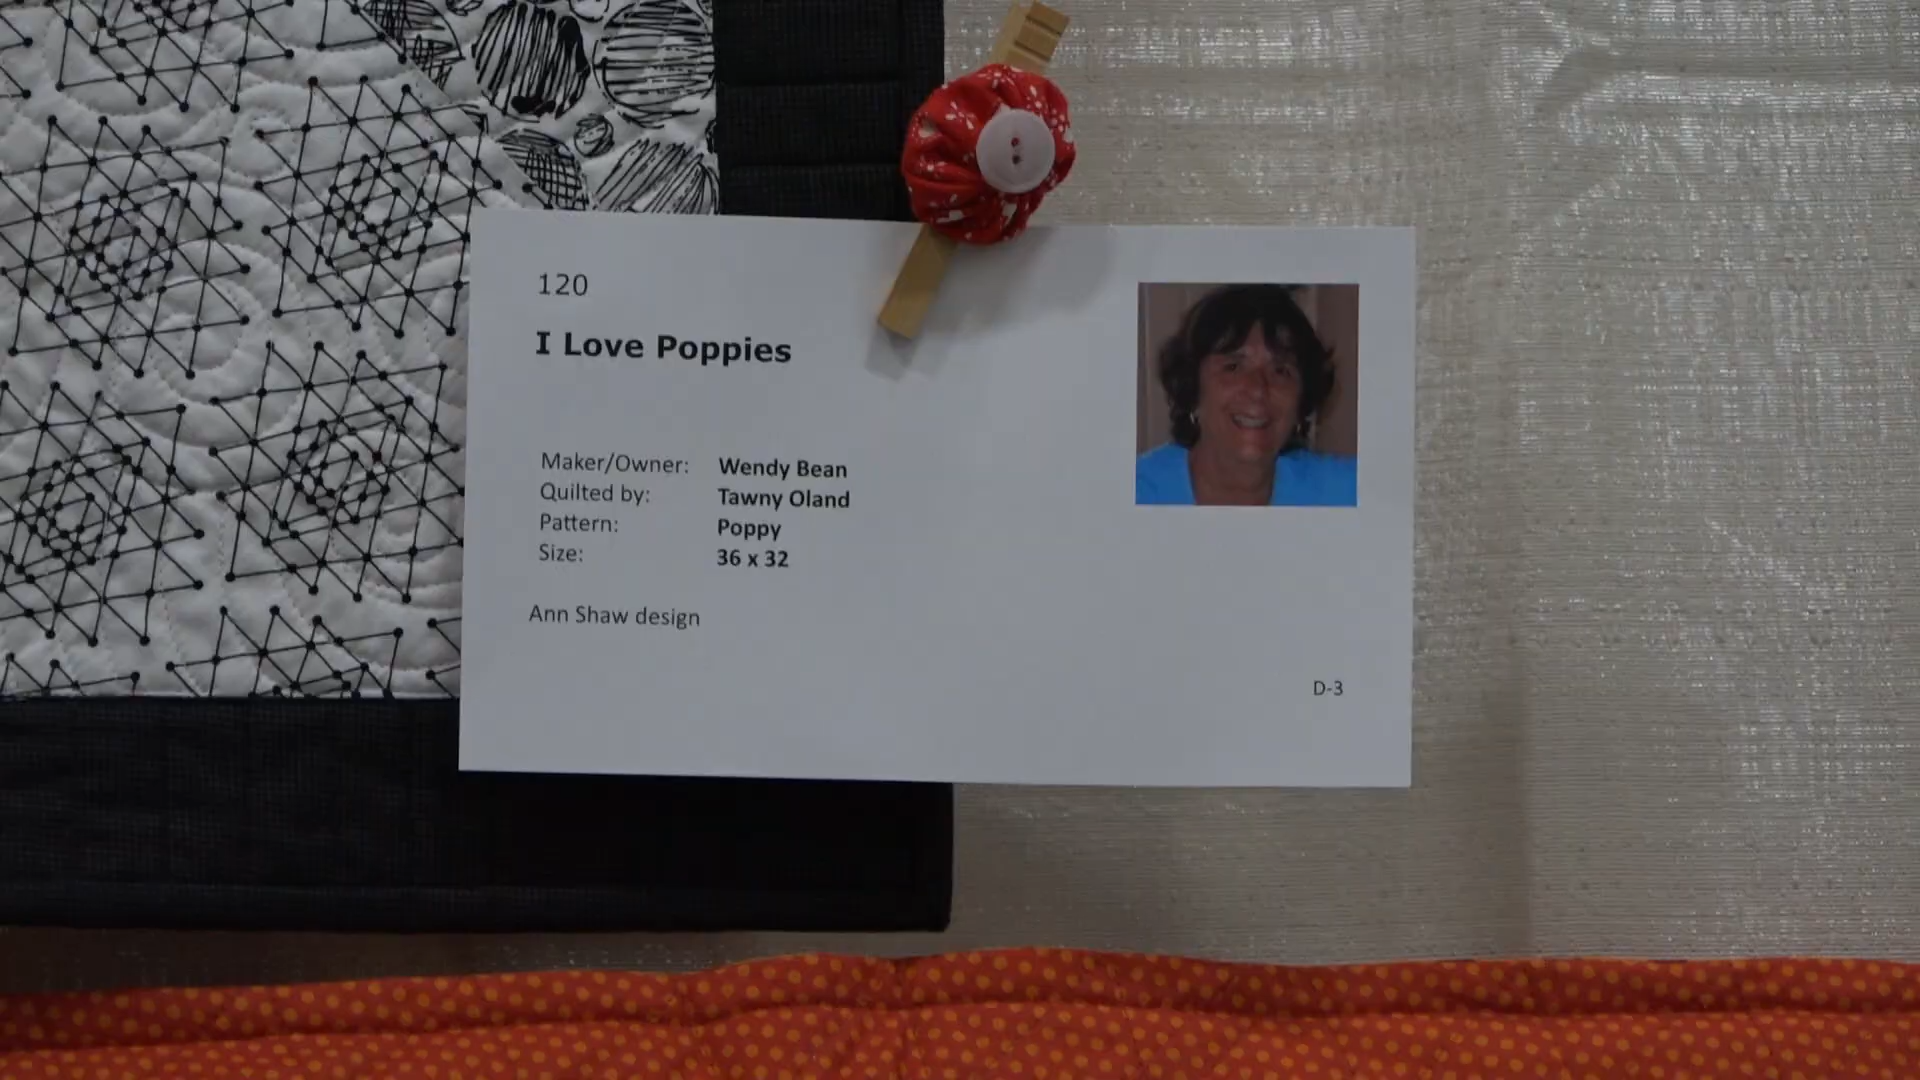 120
I Love Poppies
Maker/Owner: Wendy Bean
Quilted by: Tawny Oland
Pattern: Poppy
Size: 36 x 32
Ann Shaw design
D-3